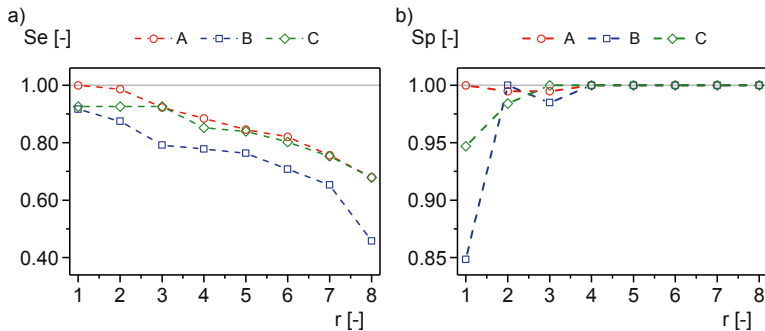 a)
Se [-]
A B C
1.00
0.80
0.60
0.40
1 2 3 4 5 6 7 8
r [-]
b)
Sp [-]
A B C
1.00
0.95
0.90
0.85
1 2 3 4 5 6 7 8
r [-]